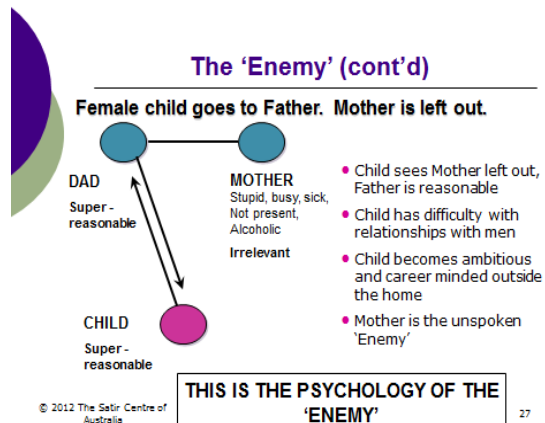 The ‘Enemy’ (cont’d)
Female child goes to Father.  Mother is left out.
DAD
Super -
reasonable
MOTHER
Stupid, busy, sick,
Not present,
Alcoholic
Irrelevant
CHILD
Super -
reasonable
• Child sees Mother left out,
Father is reasonable
• Child has difficulty with
relationships with men
• Child becomes ambitious
and career minded outside
the home
• Mother is the unspoken
‘Enemy’
THIS IS THE PSYCHOLOGY OF THE
‘ENEMY’
© 2012 The Satir Centre of
Australia
27